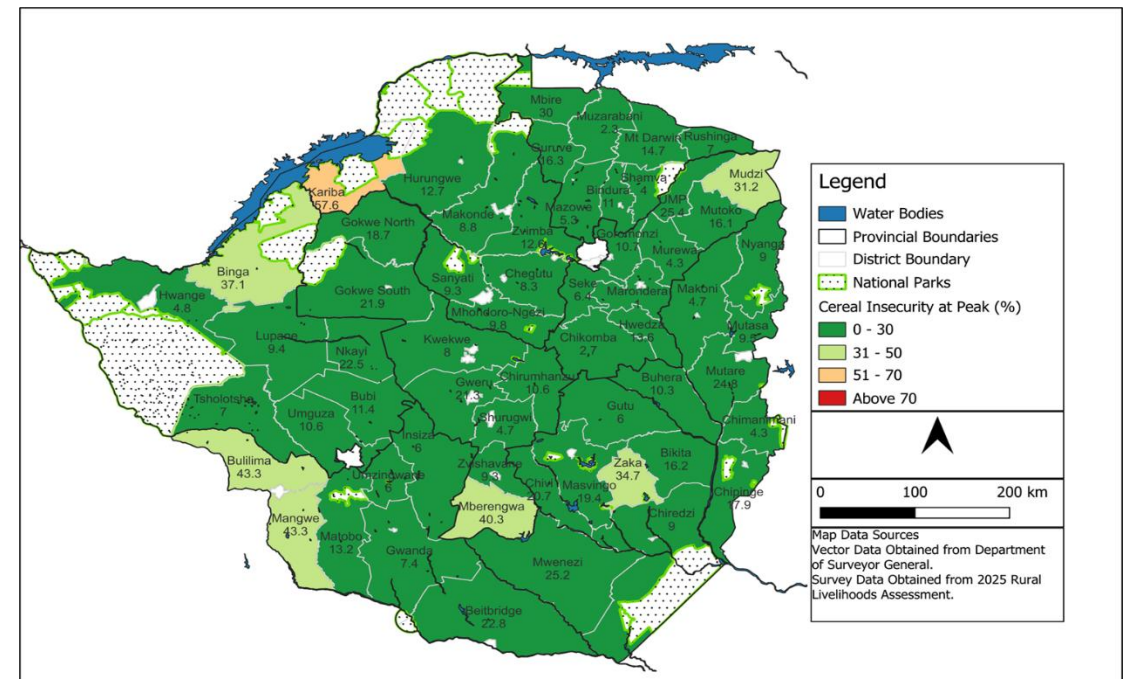 Mbire
30
Muzarabani
2.3
Mt Darwin
14.7
Rushinga
7
Guruve
16.3
Mudzi
31.2
Kariba
57.6
Hurungwe
12.7
Shamva
4
Bindura
11
UMP
25.4
Mutoko
16.1
Makonde
8.8
Mazowe
5.3
Gokwe North
18.7
Zvimba
Goromonzi
10.7
Murewa
4.3
Nyanga
9
Binga
37.1
Sanyati
9.3
Chegutu
8.3
Hwange
4.8
Gokwe South
21.9
Seke
6.4
Marondera
Makoni
4.7
Mhondoro-Ngezi
9.8
Hwedza
13.6
Mutasa
Lupane
9.4
Nkayi
22.5
Kwekwe
8
Chikomba
2.7
Mutare
24.8
Tsholotsho
7
Bubi
11.4
Gweru
Chirumhanzu
10.6
Buhera
10.3
Umguza
10.6
Shurugwi
4.7
Gutu
6
Chimanimani
4.3
Insiza
6
Bulilima
43.3
Umzingwane
6
Zvishavane
9.3
Zaka
34.7
Bikita
16.2
Chivi
20.7
Masvingo
19.4
Chipinge
17.9
Mangwe
43.3
Mberengwa
40.3
Chiredzi
9
Matobo
13.2
Gwanda
7.4
Mwenezi
25.2
Beitbridge
22.8
Legend
Water Bodies
Provincial Boundaries
District Boundary
National Parks
Cereal Insecurity at Peak (%)
0 - 30
31 - 50
51 - 70
Above 70
0 100 200 km
Map Data Sources
Vector Data Obtained from Department
of Surveyor General.
Survey Data Obtained from 2025 Rural
Livelihoods Assessment.